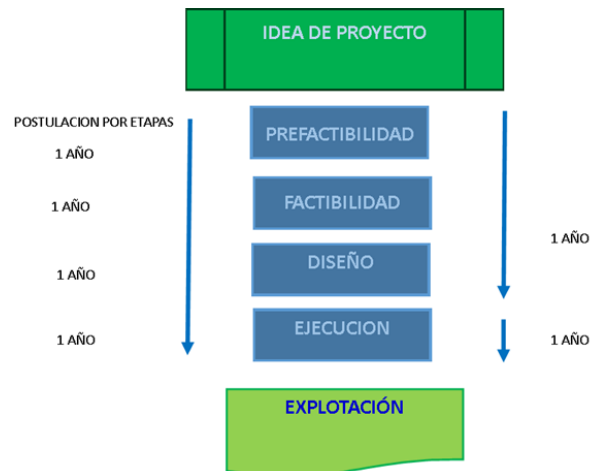 IDEA DE PROYECTO
POSTULACION POR ETAPAS
PREFACTIBILIDAD
1 AÑO
FACTIBILIDAD
1 AÑO
1 AÑO
DISEÑO
1 AÑO
EJECUCION
1 AÑO
1 AÑO
EXPLOTACIÓN